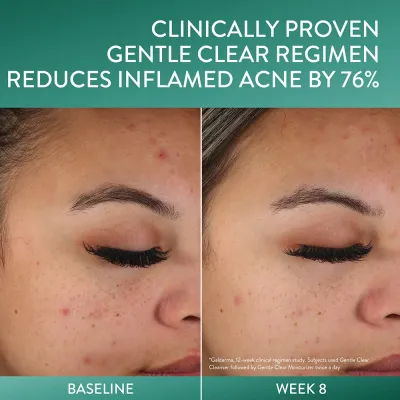 CLINICALLY PROVEN
GENTLE CLEAR REGIMEN
REDUCES INFLAMED ACNE BY 76%
*Galderma, 12-week clinical regimen study. Subjects used Gentle Clear
Cleanser followed by Gentle Clear Moisturizer twice a day
BASELINE
WEEK 8